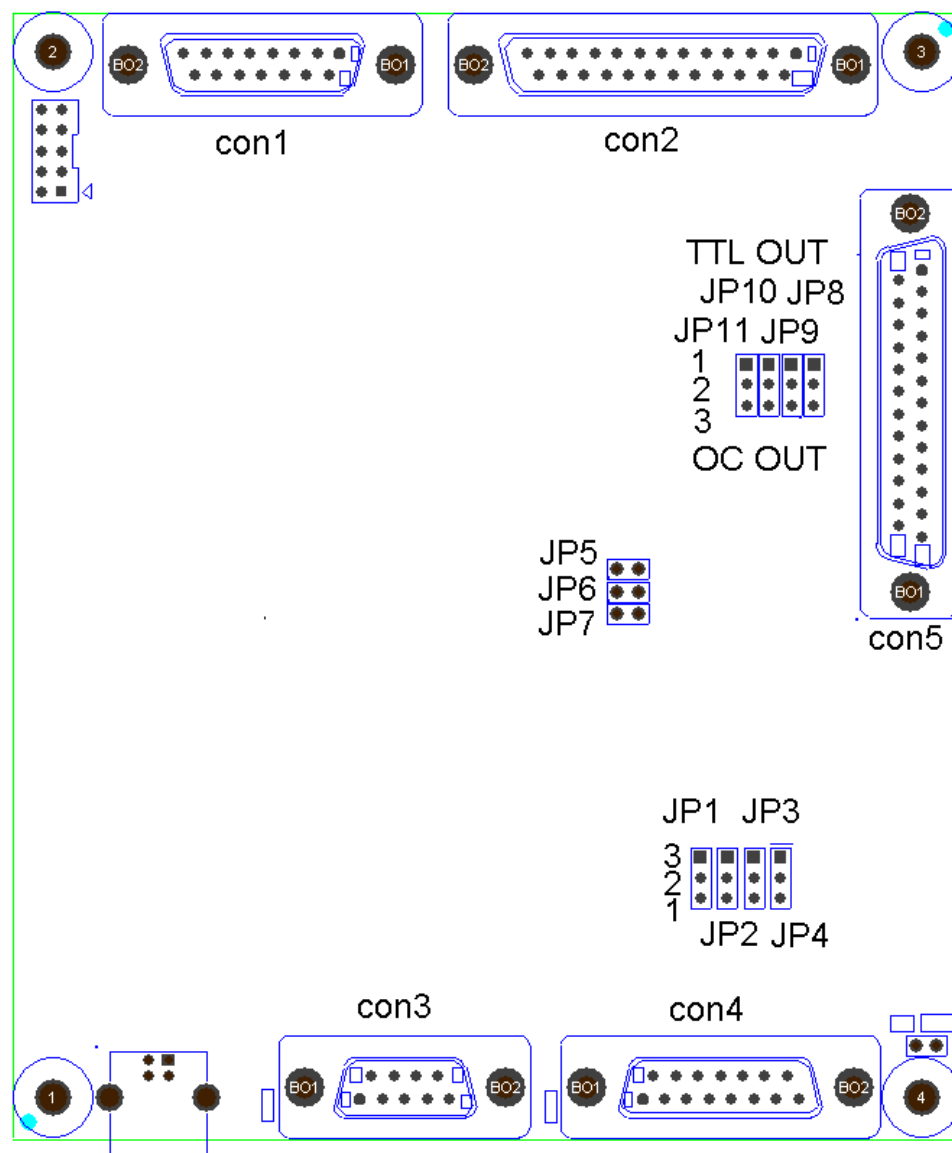 2
BO2
BO1
BO2
BO1
3
con1
con2
BO2
TTL OUT
JP10 JP8
JP11 JP9
1
2
3
OC OUT
JP5
JP6
JP7
BO1
con5
JP1 JP3
3
2
1
JP2 JP4
con3
con4
1
BO1
BO2
BO1
BO2
4